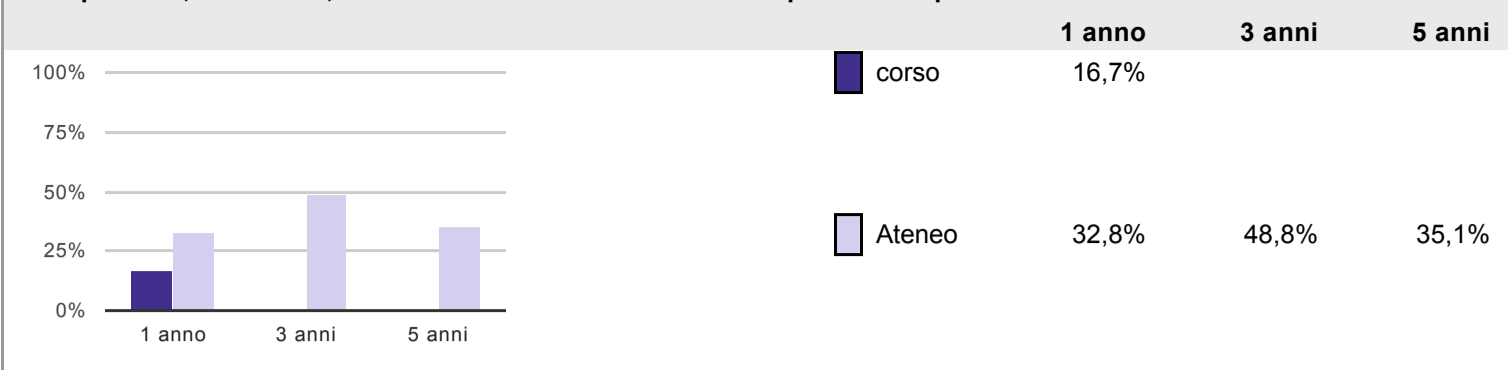 1 anno 3 anni 5 anni
100%
75%
50%
25%
0%
1 anno 3 anni 5 anni
corso 16,7%
Ateneo 32,8% 48,8% 35,1%